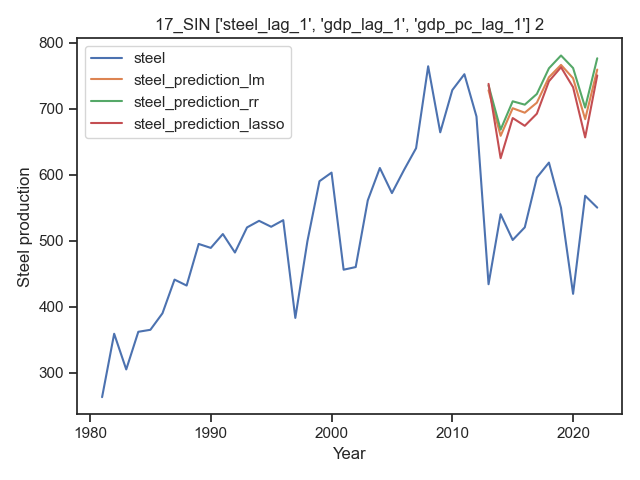 17_SIN ['steel_lag_1', 'gdp_lag_1', 'gdp_pc_lag_1'] 2
steel
steel_prediction_lm
steel_prediction_rr
steel_prediction_lasso
800
700
600
500
400
300
Steel production
1980
1990
2000
2010
2020
Year